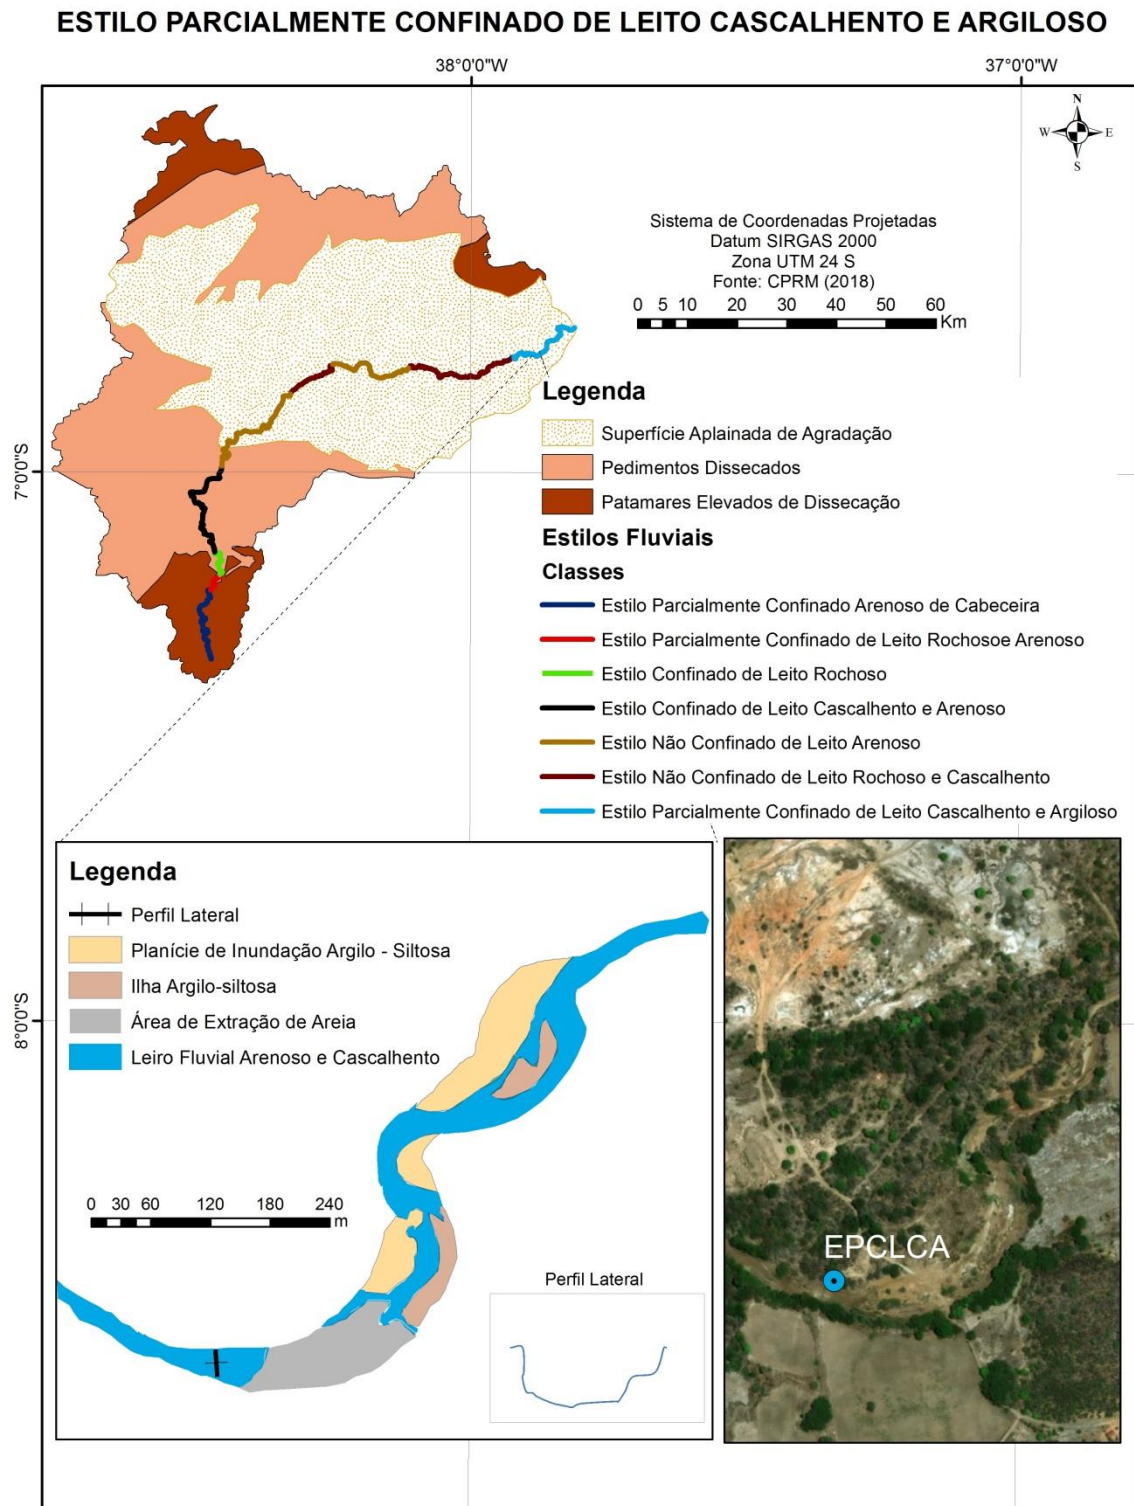 ESTILO PARCIALMENTE CONFINADO DE LEITO CASCALHENTO E ARGILOSO
38°0'0"W
37°0'0"W
N
W
E
S
Sistema de Coordenadas Projetadas
Datum SIRGAS 2000
Zona UTM 24 S
Fonte: CPRM (2018)
0 5 10 20 30 40 50 60
Km
Legenda
Superfície Aplainada de Agradação
Pedimentos Dissecados
Patamares Elevados de Dissecação
Estilos Fluviais
Classes
Estilo Parcialmente Confinado Arenoso de Cabeceira
Estilo Parcialmente Confinado de Leito Rochosoe Arenoso
Estilo Confinado de Leito Rochoso
Estilo Confinado de Leito Cascalhento e Arenoso
Estilo Não Confinado de Leito Arenoso
Estilo Não Confinado de Leito Rochoso e Cascalhento
Estilo Parcialmente Confinado de Leito Cascalhento e Argiloso
7°0'0"S
8°0'0"S
Legenda
Perfil Lateral
Planície de Inundação Argilo - Siltosa
Ilha Argilo-siltosa
Área de Extração de Areia
Leiro Fluvial Arenoso e Cascalhento
0 30 60 120 180 240
m
Perfil Lateral
EPCLCA